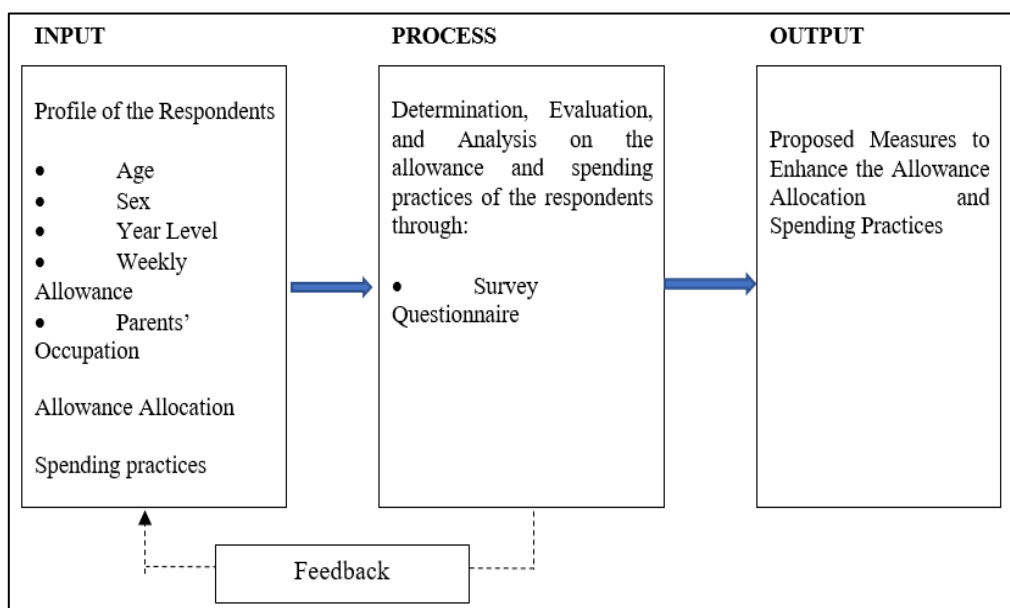 INPUT
Profile of the Respondents
● Age
● Sex
● Year Level
● Weekly
Allowance
● Parents’
Occupation
Allowance Allocation
Spending practices
PROCESS
Determination, Evaluation,
and Analysis on the
allowance and spending
practices of the respondents
through:
● Survey
Questionnaire
OUTPUT
Proposed Measures to
Enhance the Allowance
Allocation and
Spending Practices
Feedback